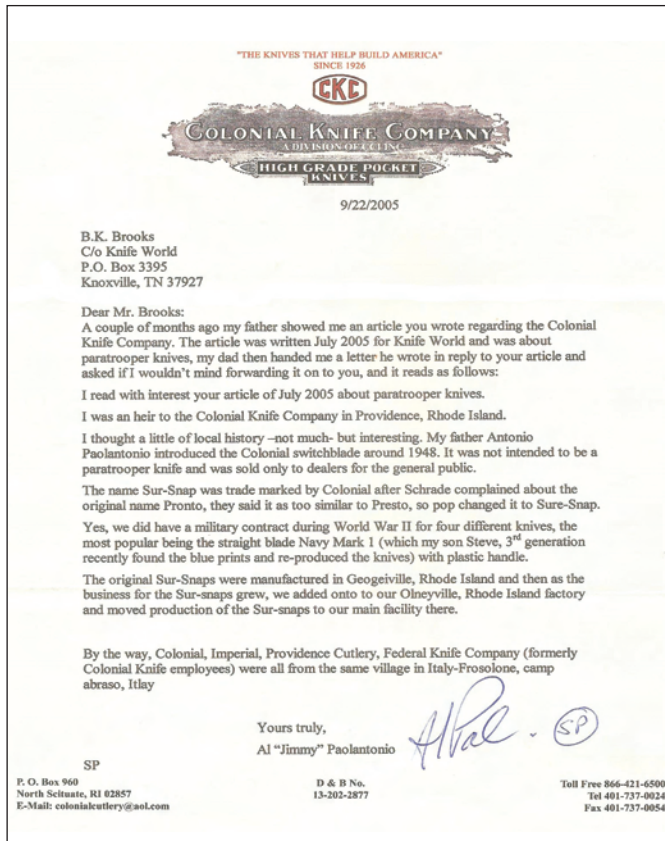 "THE KNIVES THAT HELP BUILD AMERICA"
SINCE 1926
CKC
COLONIAL KNIFE COMPANY
A DIVISION OF CCI INC
HIGH GRADE POCKET
KNIVES
9/22/2005
B.K. Brooks
C/o Knife World
P.O. Box 3395
Knoxville, TN 37927
Dear Mr. Brooks:
A couple of months ago my father showed me an article you wrote regarding the Colonial
Knife Company. The article was written July 2005 for Knife World and was about
paratrooper knives, my dad then handed me a letter he wrote in reply to your article and
asked if I wouldn't mind forwarding it on to you, and it reads as follows:
I read with interest your article of July 2005 about paratrooper knives.
I was an heir to the Colonial Knife Company in Providence, Rhode Island.
I thought a little of local history –not much- but interesting. My father Antonio
Paolantonio introduced the Colonial switchblade around 1948. It was not intended to be a
paratrooper knife and was sold only to dealers for the general public.
The name Sur-Snap was trade marked by Colonial after Schrade complained about the
original name Pronto, they said it as too similar to Presto, so pop changed it to Sure-Snap.
Yes, we did have a military contract during World War II for four different knives, the
most popular being the straight blade Navy Mark 1 (which my son Steve, 3rd generation
recently found the blue prints and re-produced the knives) with plastic handle.
The original Sur-Snaps were manufactured in Geogeiville, Rhode Island and then as the
business for the Sur-snaps grew, we added onto to our Olneyville, Rhode Island factory
and moved production of the Sur-snaps to our main facility there.
By the way, Colonial, Imperial, Providence Cutlery, Federal Knife Company (formerly
Colonial Knife employees) were all from the same village in Italy-Frosolone, camp
abraso, Itlay
Yours truly,
Al "Jimmy" Paolantonio
SP
SP
P. O. Box 960
North Scituate, RI 02857
E-Mail: colonialcutlery@aol.com
D & B No.
13-202-2877
Toll Free 866-421-6500
Tel 401-737-0024
Fax 401-737-0054